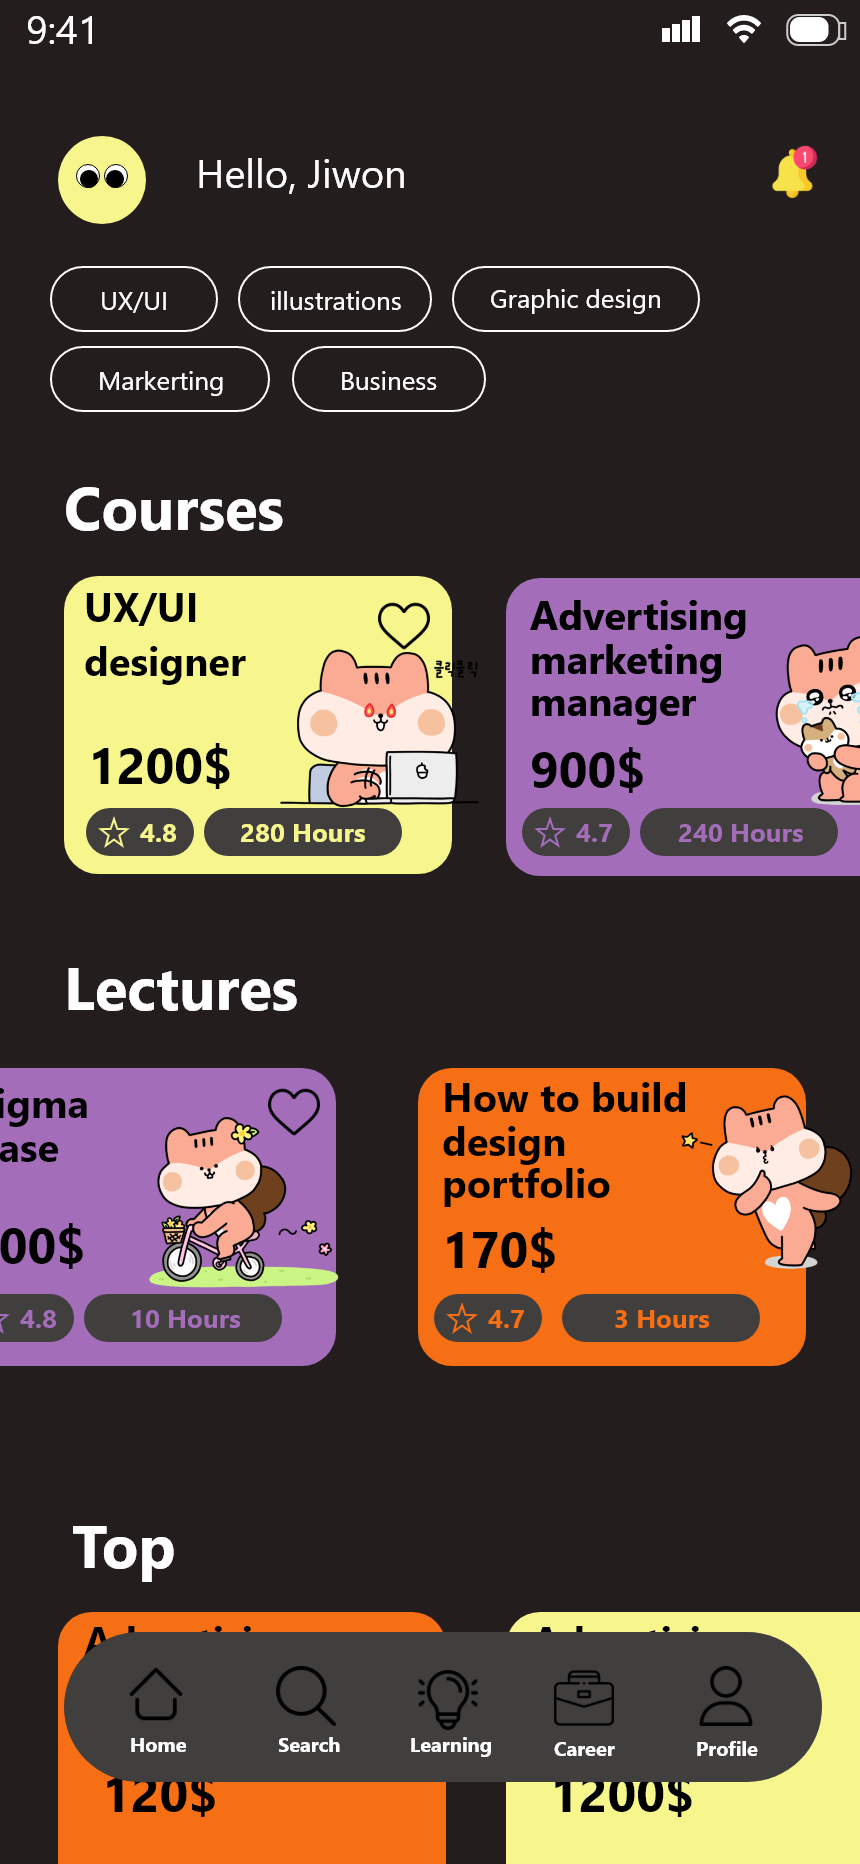 9:41
Hello, Jiwon
1
UX/UI
illustrations
Graphic design
Markerting
Business
Courses
UX/UI
designer
클릭클릭
1200$
4.8
280 Hours
Advertising
marketing
manager
900$
4.7
240 Hours
Lectures
igma
ase
00$
4.8
10 Hours
How to build
design
portfolio
170$
4.7
3 Hours
Top
Home
Search
Learning
Career
Profile
120$
1200$